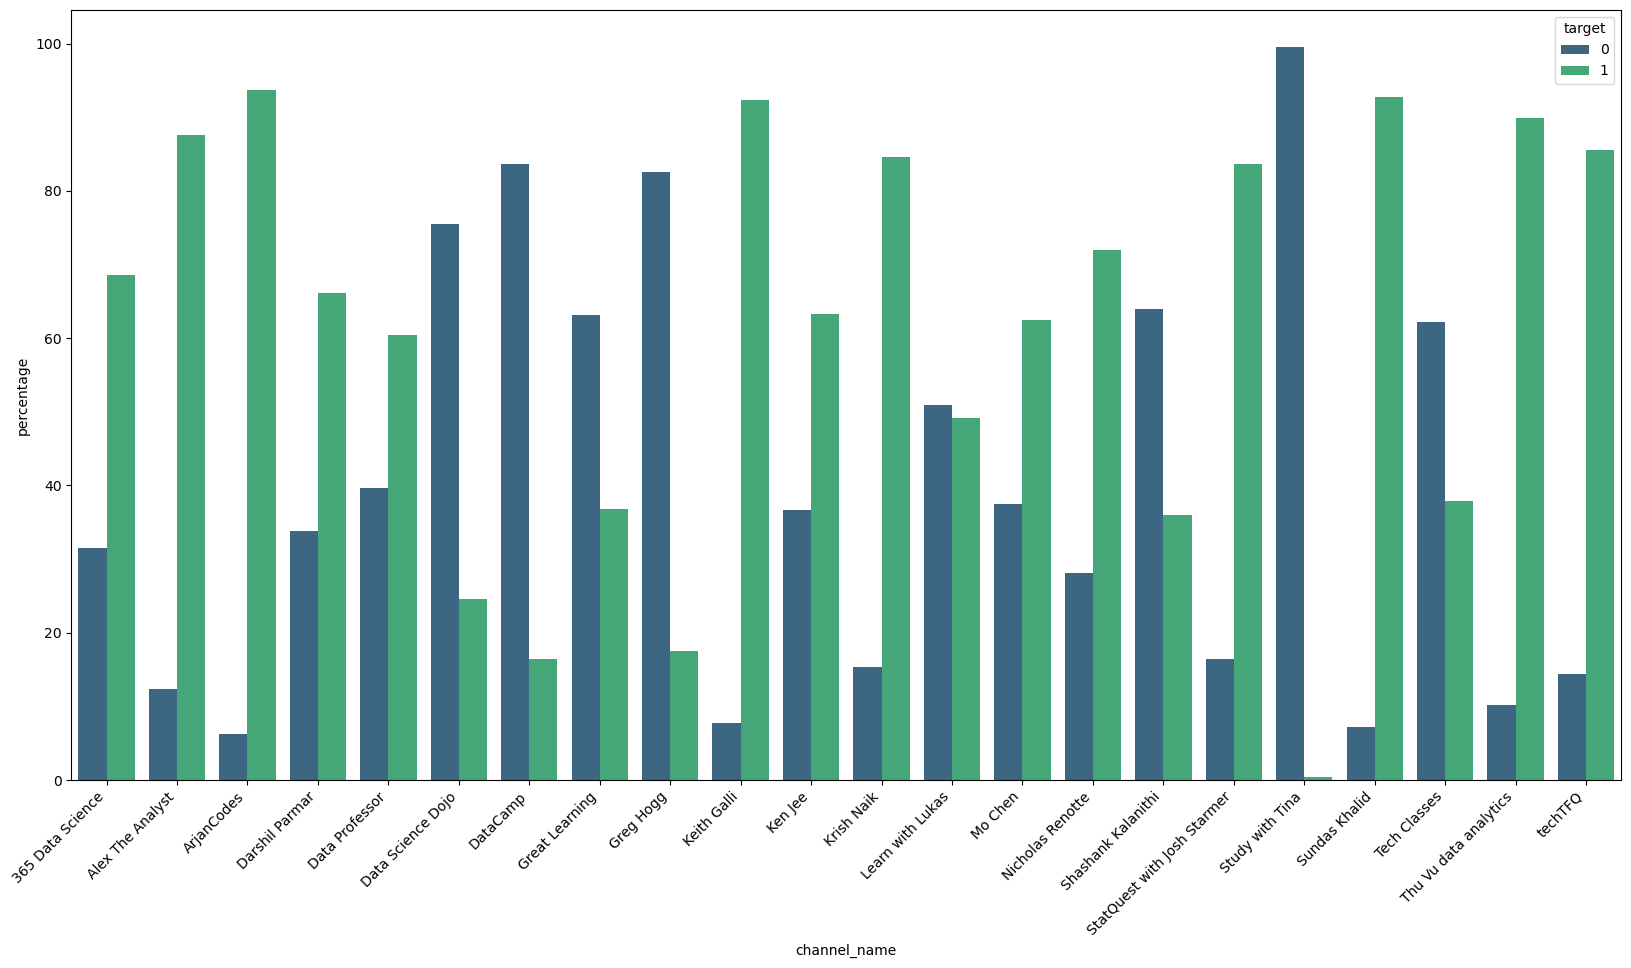 target
0
1
100
80
60
40
20
0
percentage
365 Data Science
Alex The Analyst
ArjanCodes
Darshil Parmar
Data Professor
Data Science Dojo
DataCamp
Great Learning
Greg Hogg
Keith Galli
Ken Jee
Krish Naik
Learn with Lukas
Mo Chen
Nicholas Renotte
Shashank Kalanithi
StatQuest with Josh Starmer
Study with Tina
Sundas Khalid
Tech Classes
Thu Vu data analytics
techTFQ
channel_name